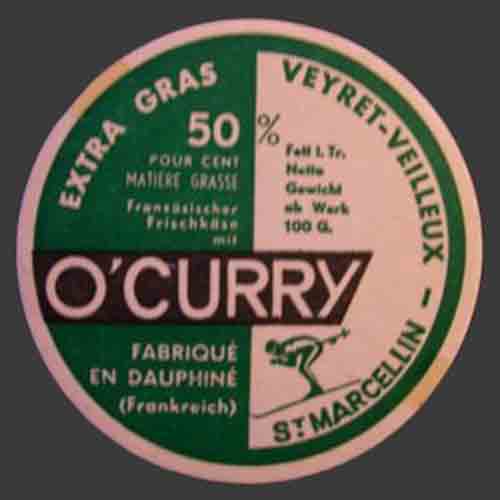 EXTRA GRAS
VEYRET-VEILLEUX -
ST MARCELLIN
50 %
POUR CENT
MATIÈRE GRASSE
Französischer
Frischkäse
mit
Fett I. Tr.
Netto
Gewicht
ab Werk
100 G.
O'CURRY
FABRIQUÉ
EN DAUPHINÉ
(Frankreich)